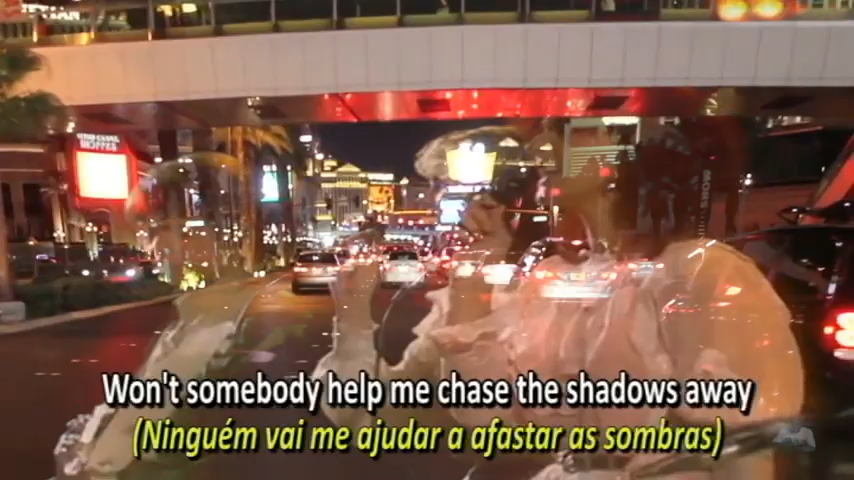 Won't somebody help me chase the shadows away
(Ninguém vai me ajudar a afastar as sombras)